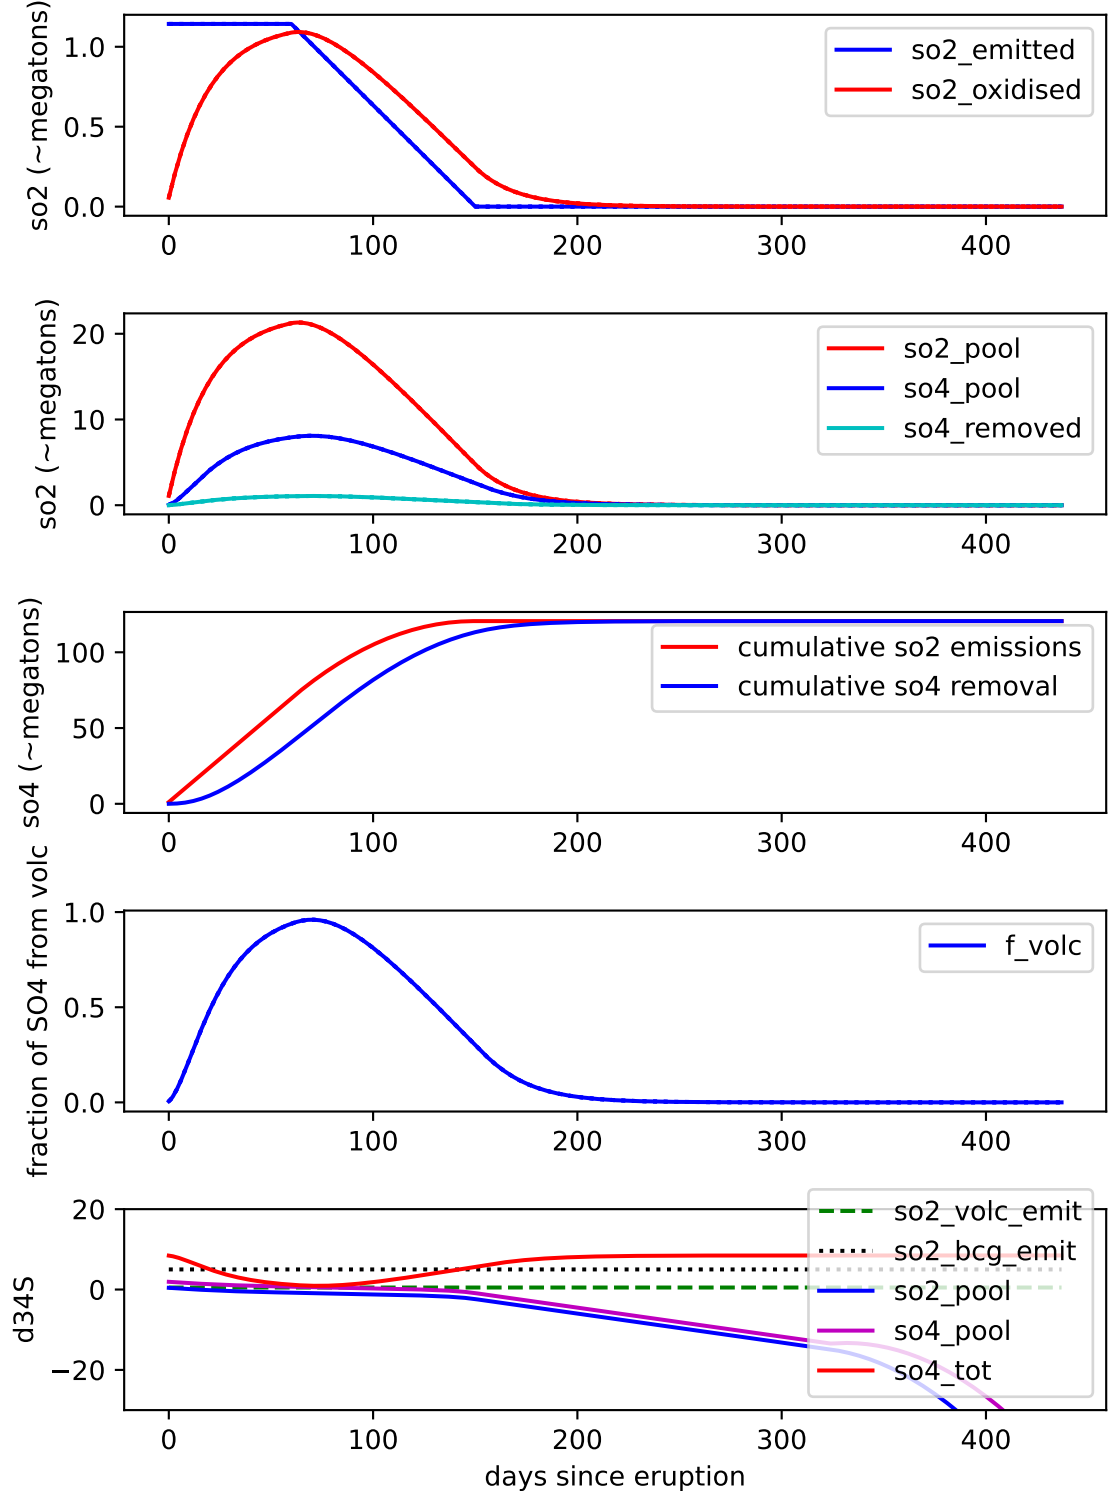 so2 (~megatons)
1.0
0.5
0.0
so2_emitted
so2_oxidised
0 100 200 300 400
so2 (~megatons)
20
10
0
so2_pool
so4_pool
so4_removed
0 100 200 300 400
so4 (~megatons)
100
50
0
cumulative so2 emissions
cumulative so4 removal
0 100 200 300 400
fraction of SO4 from volc
1.0
0.5
0.0
f_volc
0 100 200 300 400
d34S
20
0
−20
so2_volc_emit
so2_bcg_emit
so2_pool
so4_pool
so4_tot
0 100 200 300 400
days since eruption